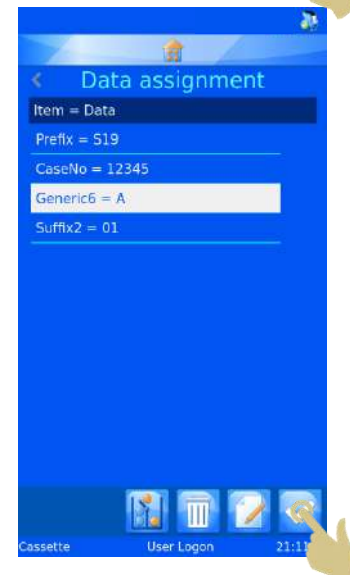 Data assignment
Item = Data
Prefix = S19
CaseNo = 12345
Generic6 = A
Suffix2 = 01
Cassette User Logon 21:11